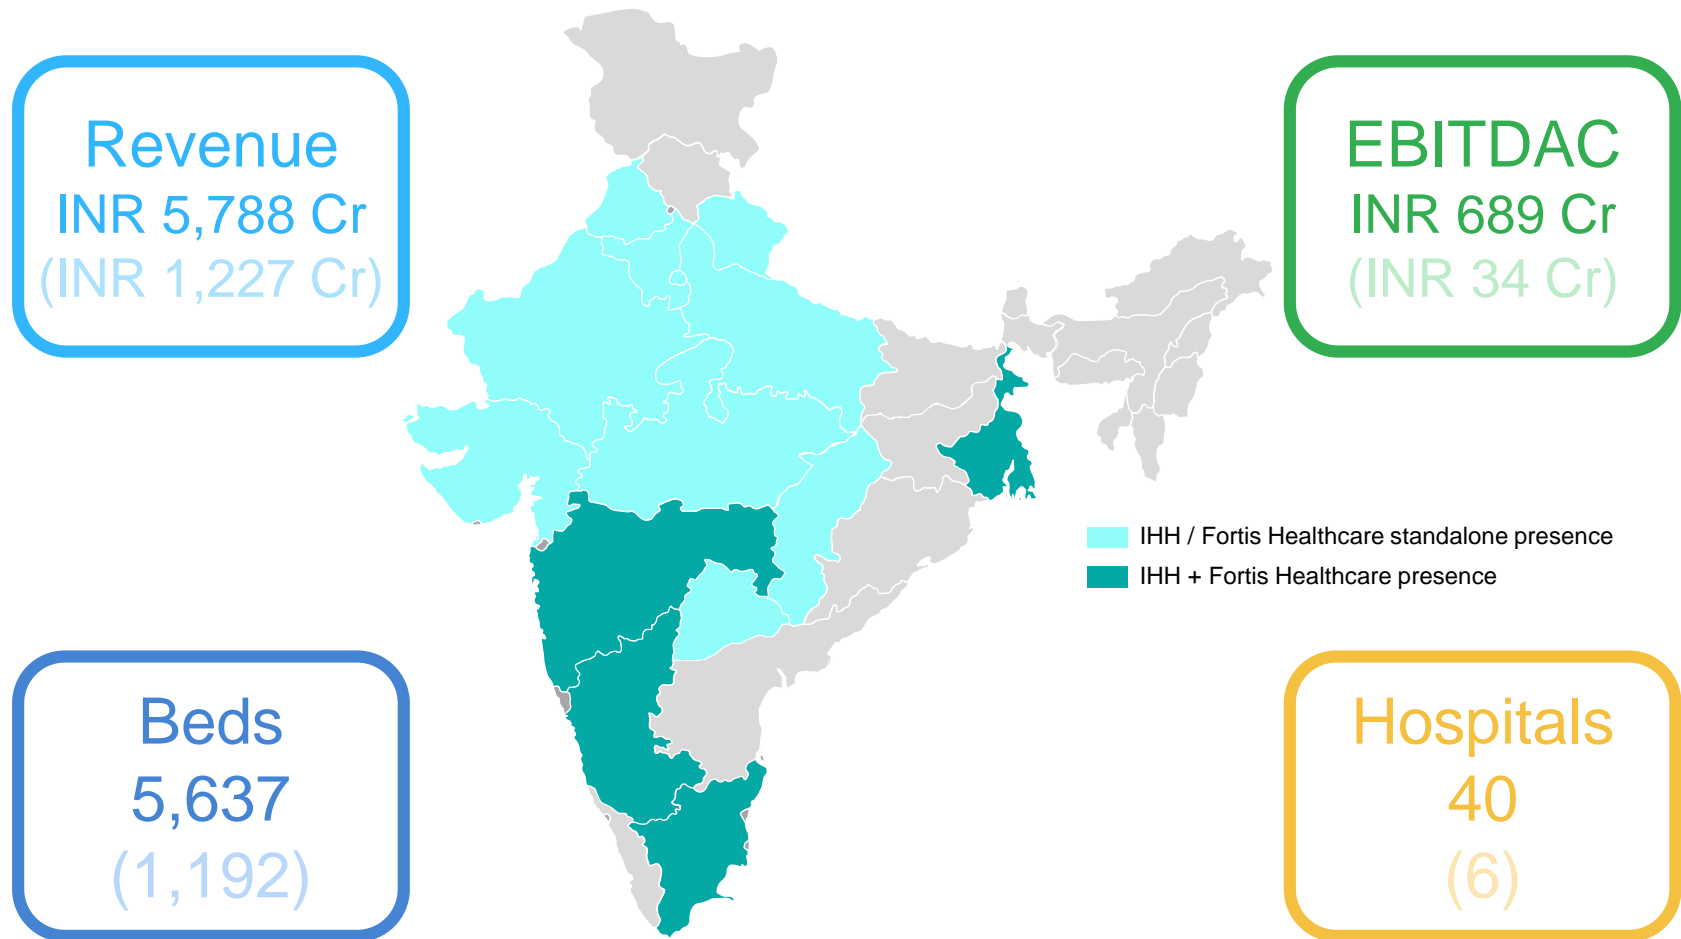 Revenue
INR 5,788 Cr
(INR 1,227 Cr)
EBITDAC
INR 689 Cr
(INR 34 Cr)
IHH / Fortis Healthcare standalone presence
IHH + Fortis Healthcare presence
Beds
5,637
(1,192)
Hospitals
40
(6)